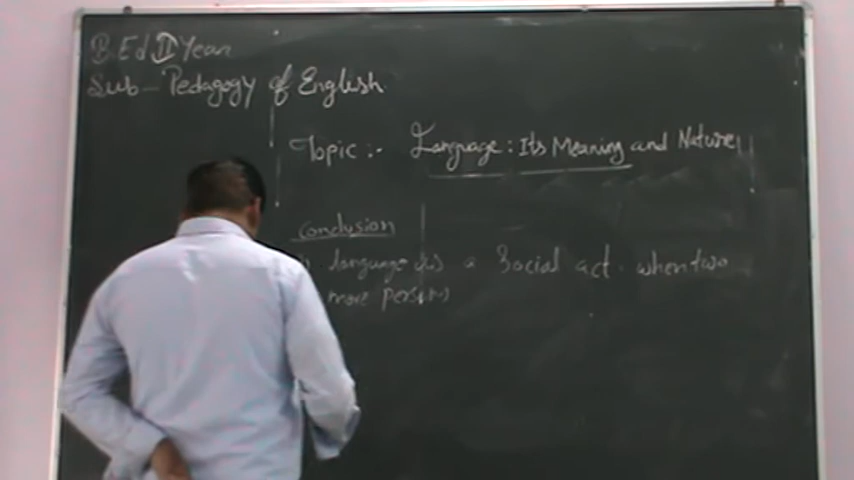 B.Ed II Year
Sub - Pedagogy of English
Topic :- Language : Its Meaning and Nature
Conclusion
language is a Social act. when two
more persons